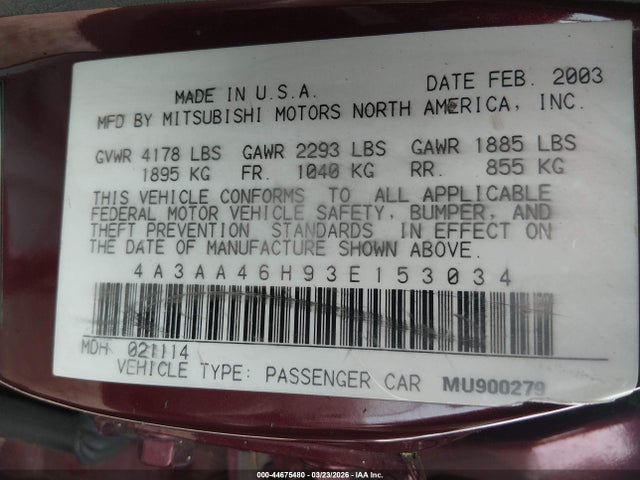 MADE IN U.S.A. DATE FEB. 2003
MFD BY MITSUBISHI MOTORS NORTH AMERICA, INC.
GVWR 4178 LBS GAWR 2293 LBS GAWR 1885 LBS
1895 KG FR. 1040 KG RR. 855 KG
THIS VEHICLE CONFORMS TO ALL APPLICABLE
FEDERAL MOTOR VEHICLE SAFETY, BUMPER, AND
THEFT PREVENTION STANDARDS IN EFFECT ON
THE DATE OF MANUFACTURE SHOWN ABOVE.
4A3AA46H93E153034
MDH 021114
VEHICLE TYPE: PASSENGER CAR MU900279
000-44675480 - 03/23/2026 - IAA Inc.